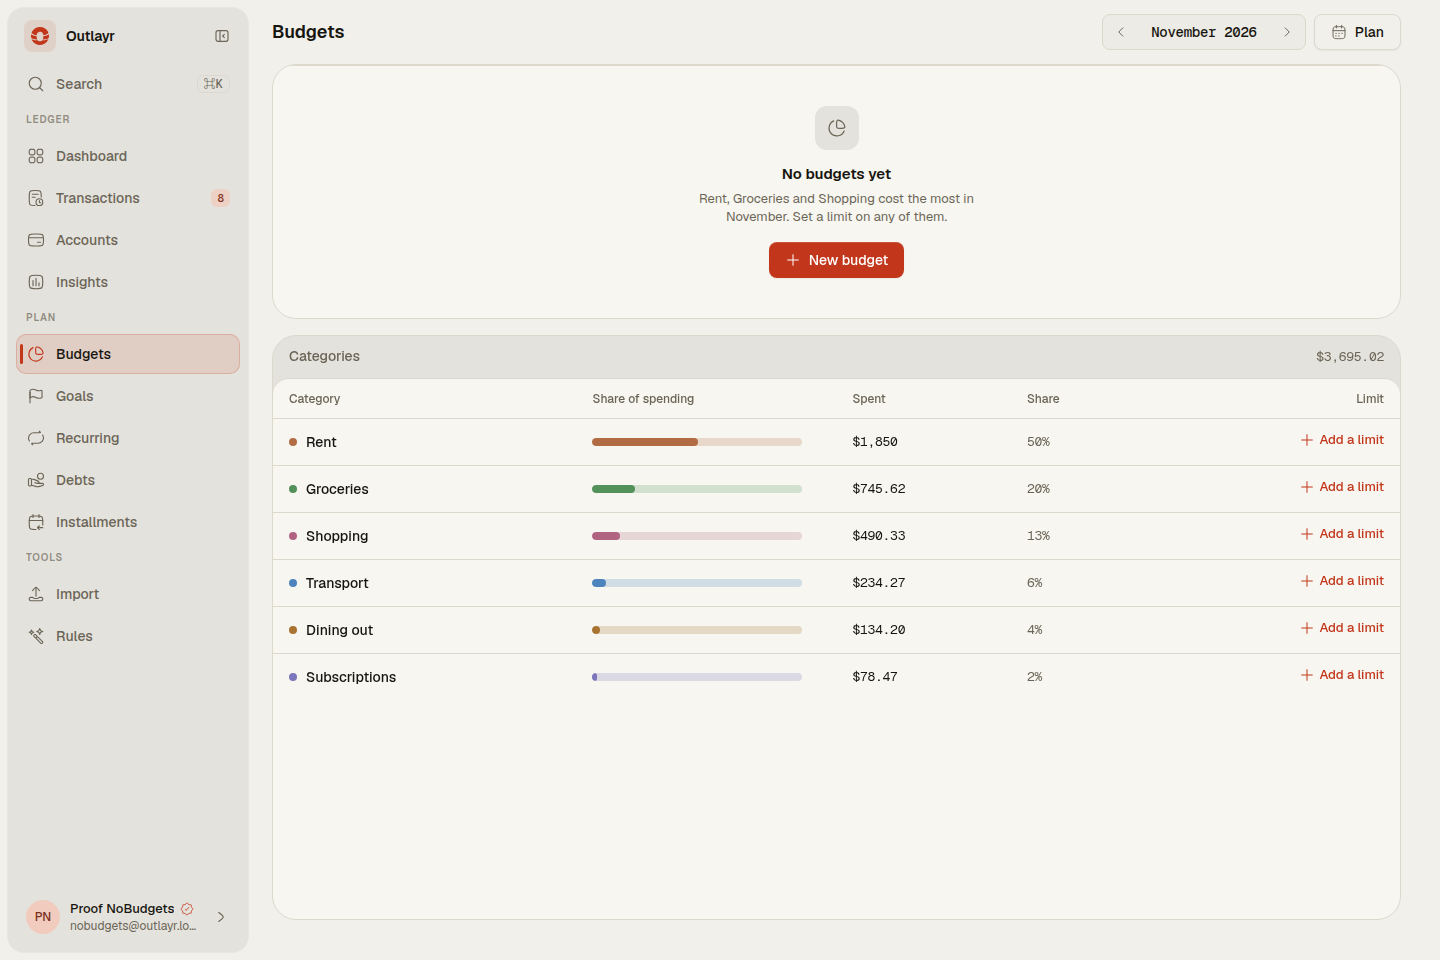 Outlayr
Search ⌘K
LEDGER
Dashboard
Transactions 8
Accounts
Insights
PLAN
Budgets
Goals
Recurring
Debts
Installments
TOOLS
Import
Rules
PN
Proof NoBudgets
nobudgets@outlayr.lo...
Budgets
November 2026
Plan
No budgets yet
Rent, Groceries and Shopping cost the most in
November. Set a limit on any of them.
New budget
Categories $3,695.02
Category Share of spending Spent Share Limit
Rent $1,850 50% Add a limit
Groceries $745.62 20% Add a limit
Shopping $490.33 13% Add a limit
Transport $234.27 6% Add a limit
Dining out $134.20 4% Add a limit
Subscriptions $78.47 2% Add a limit